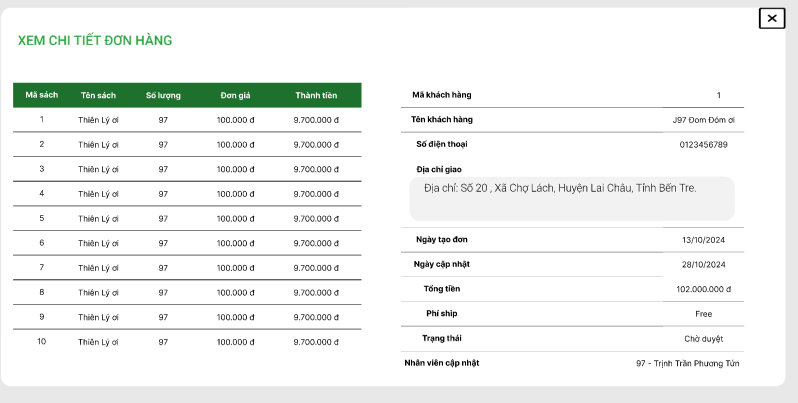 XEM CHI TIẾT ĐƠN HÀNG
Mã sách Tên sách Số lượng Đơn giá Thành tiền
1 Thiên Lý ơi 97 100.000 đ 9.700.000 đ
2 Thiên Lý ơi 97 100.000 đ 9.700.000 đ
3 Thiên Lý ơi 97 100.000 đ 9.700.000 đ
4 Thiên Lý ơi 97 100.000 đ 9.700.000 đ
5 Thiên Lý ơi 97 100.000 đ 9.700.000 đ
6 Thiên Lý ơi 97 100.000 đ 9.700.000 đ
7 Thiên Lý ơi 97 100.000 đ 9.700.000 đ
8 Thiên Lý ơi 97 100.000 đ 9.700.000 đ
9 Thiên Lý ơi 97 100.000 đ 9.700.000 đ
10 Thiên Lý ơi 97 100.000 đ 9.700.000 đ
Mã khách hàng 1
Tên khách hàng J97 Đom Đóm ơi
Số điện thoại 0123456789
Địa chỉ giao
Địa chỉ: Số 20 , Xã Chợ Lách, Huyện Lai Châu, Tỉnh Bến Tre.
Ngày tạo đơn 13/10/2024
Ngày cập nhật 28/10/2024
Tổng tiền 102.000.000 đ
Phí ship Free
Trạng thái Chờ duyệt
Nhân viên cập nhật 97 - Trịnh Trần Phương Tứn